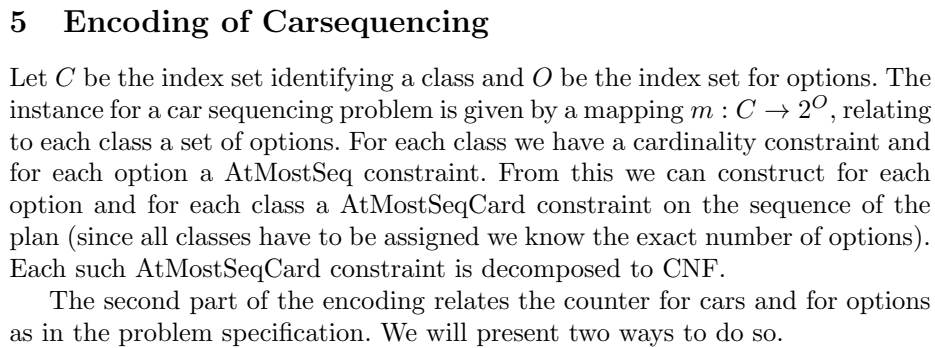 5 Encoding of Carsequencing
Let C be the index set identifying a class and O be the index set for options. The
instance for a car sequencing problem is given by a mapping m : C → 2^O, relating
to each class a set of options. For each class we have a cardinality constraint and
for each option a AtMostSeq constraint. From this we can construct for each
option and for each class a AtMostSeqCard constraint on the sequence of the
plan (since all classes have to be assigned we know the exact number of options).
Each such AtMostSeqCard constraint is decomposed to CNF.
The second part of the encoding relates the counter for cars and for options
as in the problem specification. We will present two ways to do so.